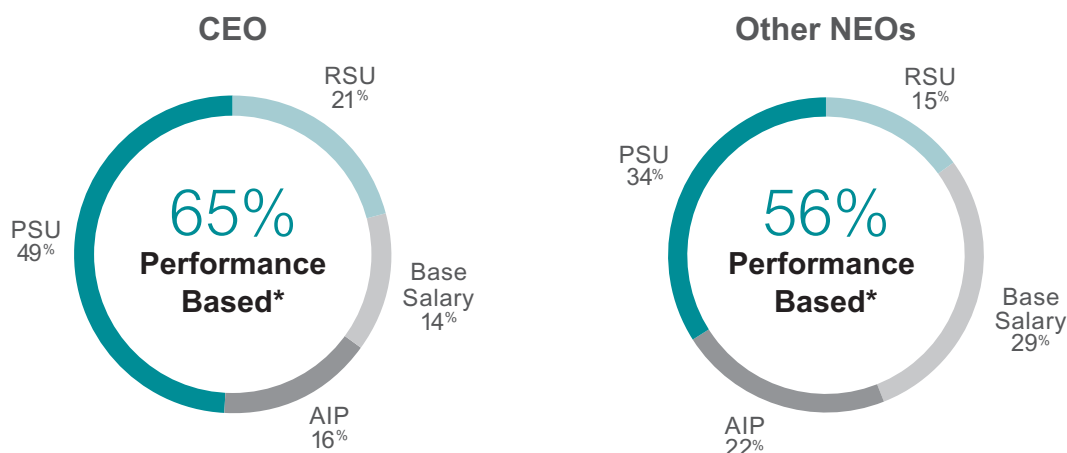 CEO
RSU
21%
PSU
49%
65%
Performance
Based*
Base
Salary
14%
AIP
16%
Other NEOs
RSU
15%
PSU
34%
56%
Performance
Based*
Base
Salary
29%
AIP
22%